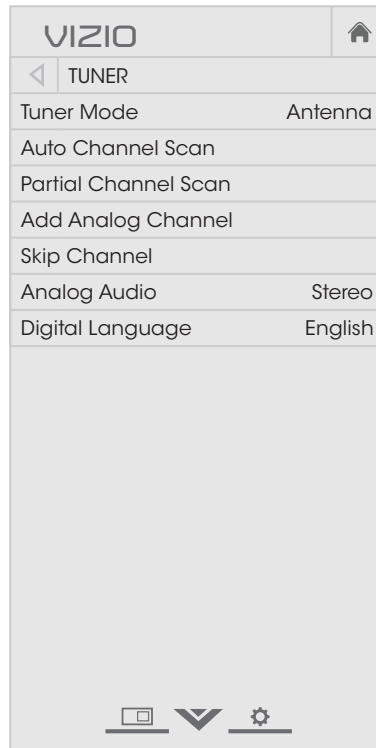 VIZIO
TUNER
Tuner Mode Antenna
Auto Channel Scan
Partial Channel Scan
Add Analog Channel
Skip Channel
Analog Audio Stereo
Digital Language English